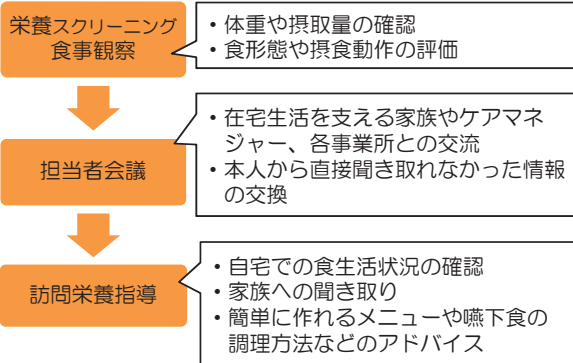 栄養スクリーニング
食事観察
・体重や摂取量の確認
・食形態や摂食動作の評価
担当者会議
・在宅生活を支える家族やケアマネ
ジャー、各事業所との交流
・本人から直接聞き取れなかった情報
の交換
訪問栄養指導
・自宅での食生活状況の確認
・家族への聞き取り
・簡単に作れるメニューや嚥下食の
調理方法などのアドバイス